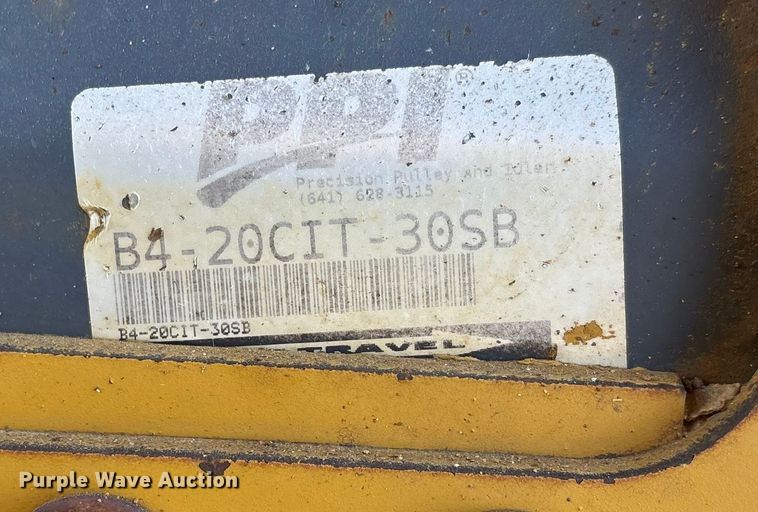 PPI®
Precision Pulley And Idler
(641) 628-3115
B4-20CIT-30SB
B4-20CIT-30SB
TRAVEL
Purple Wave Auction